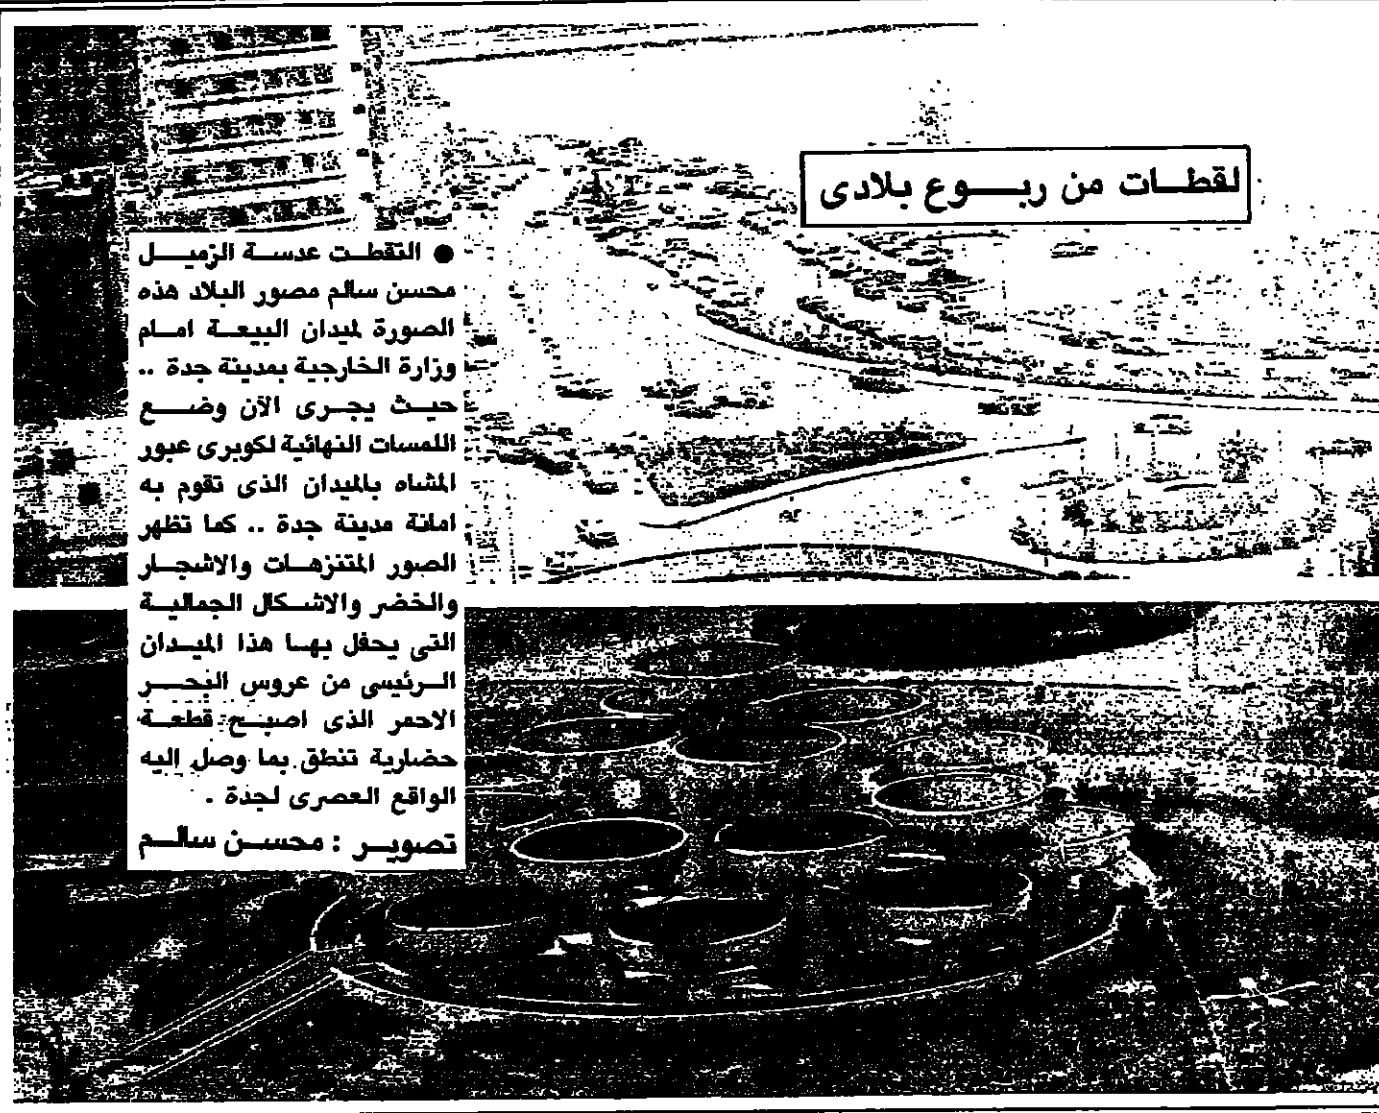 لقطات من ربوع بلادى
● التقطت عدسة الزميل
محسن سالم مصور البلاد هذه
الصورة لميدان البيعة امام
وزارة الخارجية بمدينة جدة ..
حيث يجرى الآن وضع
اللمسات النهائية لكوبرى عبور
المشاه بالميدان الذى تقوم به
امانة مدينة جدة .. كما تظهر
الصور المتنزهات والاشجار
والخضر والاشكال الجمالية
التى يحفل بها هذا الميدان
الرئيسى من عروس البحر
الاحمر الذى اصبح قطعة
حضارية تنطق بما وصل اليه
الواقع العصرى لجدة .
تصوير : محسن سالم